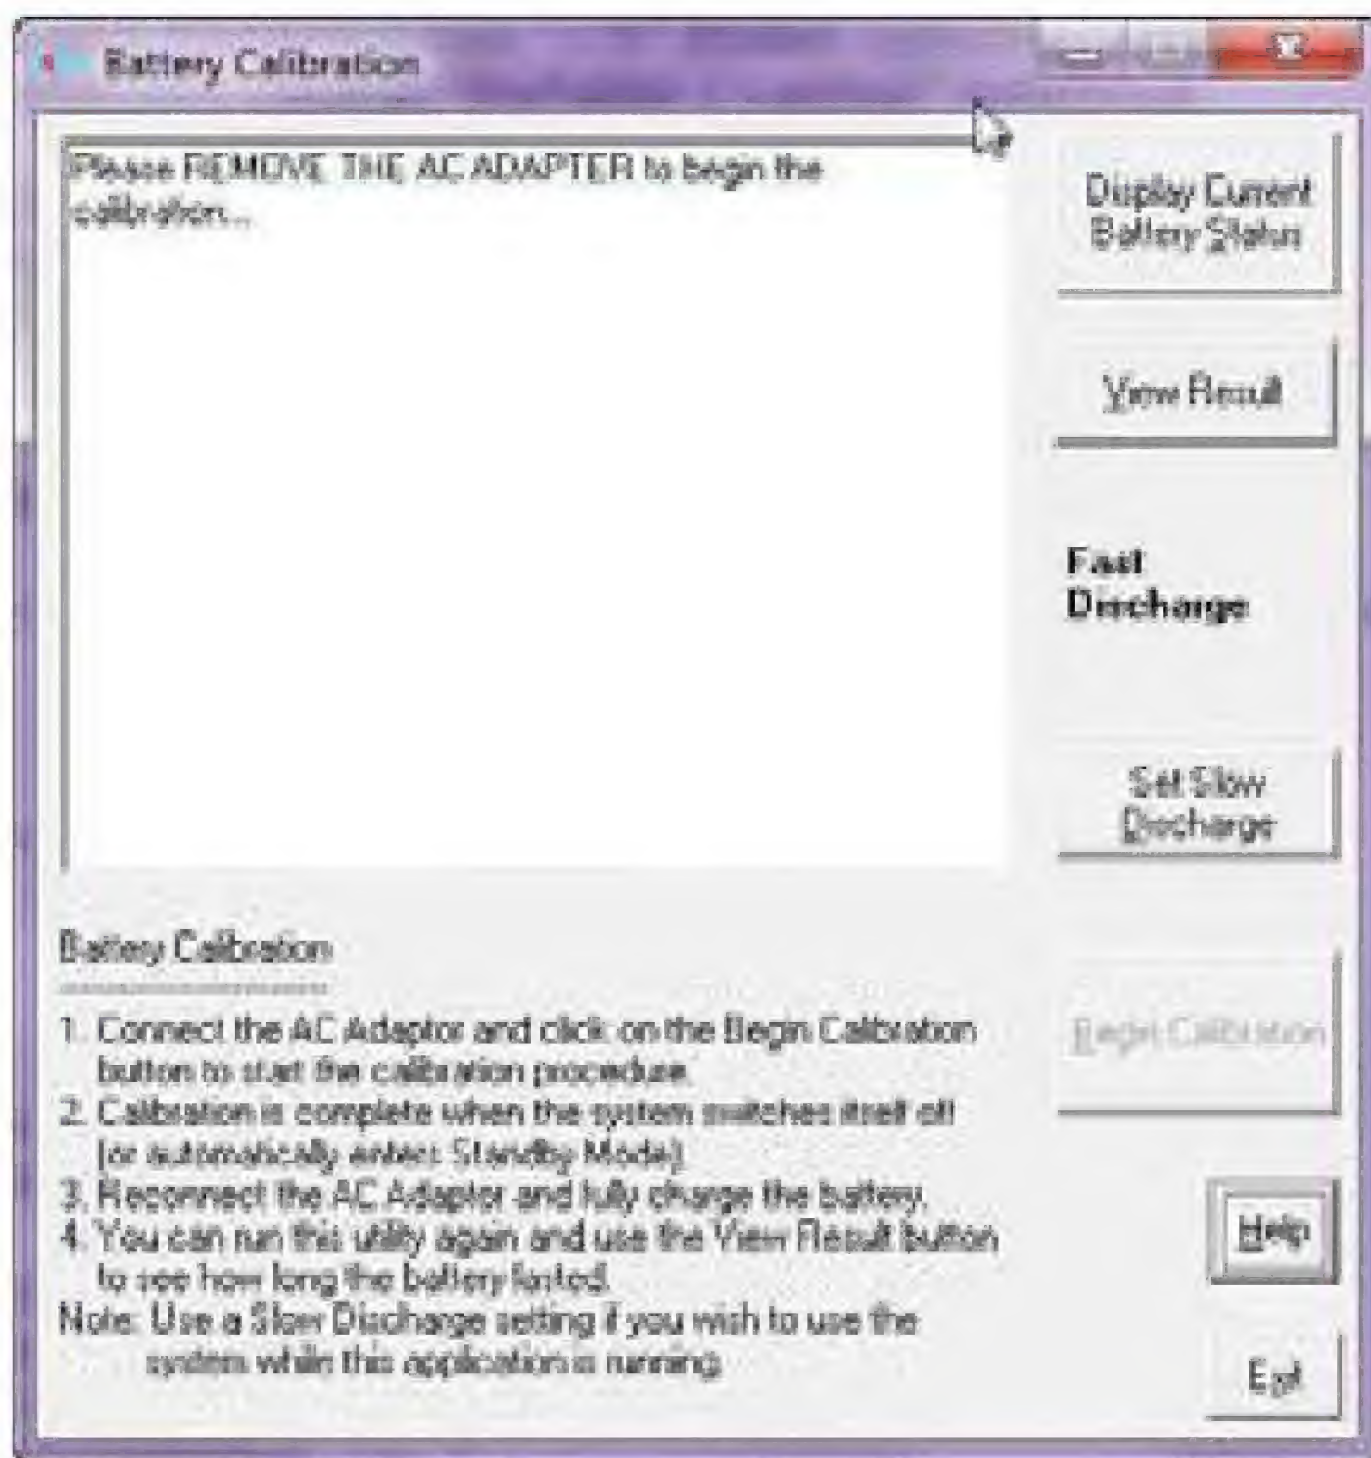 Battery Calibration
Please REMOVE THE AC ADAPTER to begin the
calibration...
Display Current
Battery Status
View Result
Fast
Discharge
Set Slow
Discharge
Begin Calibration
Help
Exit
Battery Calibration
1. Connect the AC Adaptor and click on the Begin Calibration
button to start the calibration procedure.
2. Calibration is complete when the system switches itself off
(or automatically enters Standby Mode)
3. Reconnect the AC Adaptor and fully charge the battery.
4. You can run this utility again and use the View Result button
to see how long the battery lasted.
Note: Use a Slow Discharge setting if you wish to use the
system while this application is running.